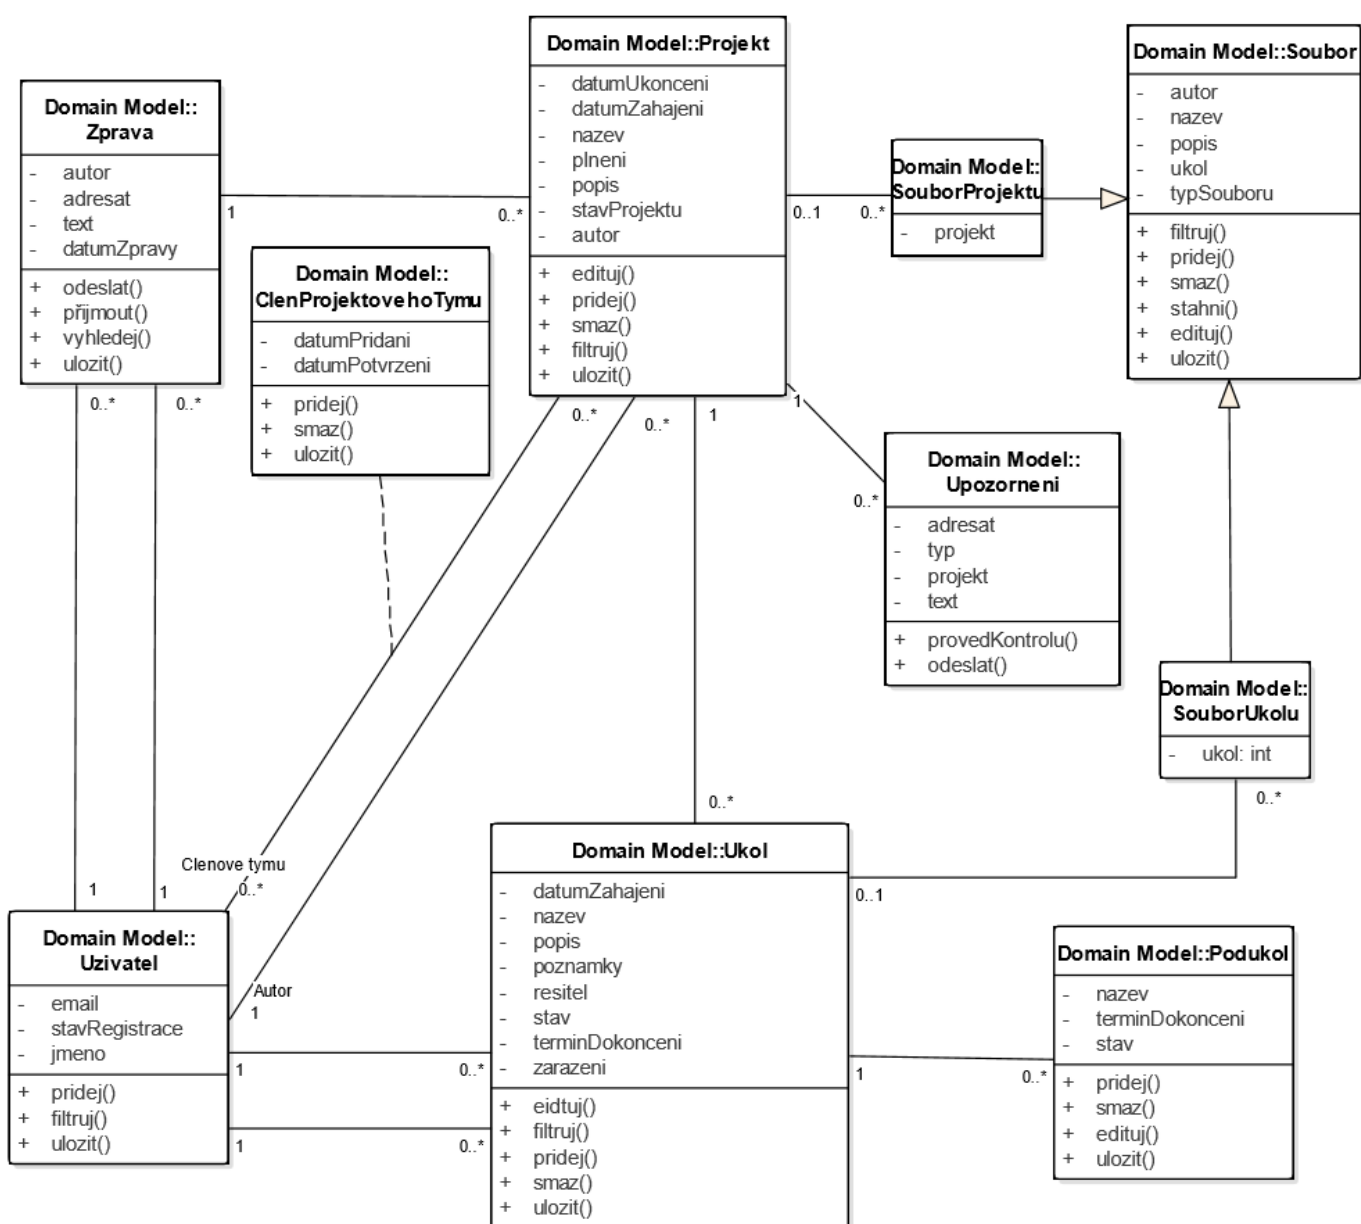 Domain Model::
Zprava
- autor
- adresat
- text
- datumZpravy
+ odeslat()
+ přijmout()
+ vyhledej()
+ ulozit()
Domain Model::Projekt
- datumUkonceni
- datumZahajeni
- nazev
- plneni
- popis
- stavProjektu
- autor
+ edituj()
+ pridej()
+ smaz()
+ filtruj()
+ ulozit()
Domain Model::
SouborProjektu
- projekt
Domain Model::Soubor
- autor
- nazev
- popis
- ukol
- typSouboru
+ filtruj()
+ pridej()
+ smaz()
+ stahni()
+ edituj()
+ ulozit()
1
0..*
0..1
0..*
Domain Model::
ClenProjektovehoTymu
- datumPridani
- datumPotvrzeni
+ pridej()
+ smaz()
+ ulozit()
0..*
0..*
0..*
0..*
1
1
0..*
Domain Model::
Upozorneni
- adresat
- typ
- projekt
- text
+ provedKontrolu()
+ odeslat()
Domain Model::
SouborUkolu
- ukol: int
0..*
0..*
0..1
Clenove tymu
0..*
1
1
Domain Model::
Uzivatel
- email
- stavRegistrace
- jmeno
+ pridej()
+ filtruj()
+ ulozit()
Autor
1
1
0..*
1
0..*
Domain Model::Ukol
- datumZahajeni
- nazev
- popis
- poznamky
- resitel
- stav
- terminDokonceni
- zarazeni
+ eidtuj()
+ filtruj()
+ pridej()
+ smaz()
+ ulozit()
1
0..*
Domain Model::Podukol
- nazev
- terminDokonceni
- stav
+ pridej()
+ smaz()
+ edituj()
+ ulozit()